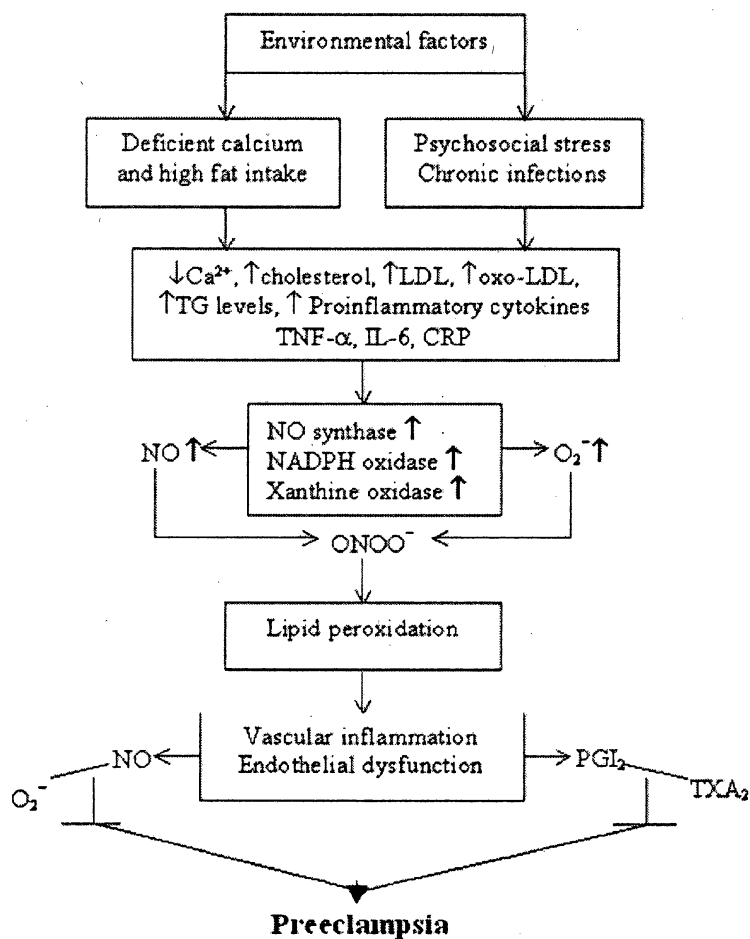 Environmental factors
Deficient calcium
and high fat intake
Psychosocial stress
Chronic infections
↓Ca²⁺, ↑cholesterol, ↑LDL, ↑oxo-LDL,
↑TG levels, ↑ Proinflammatory cytokines
TNF-α, IL-6, CRP
NO ↑
NO synthase ↑
NADPH oxidase ↑
Xanthine oxidase ↑
O₂⁻↑
ONOO⁻
Lipid peroxidation
Vascular inflammation
Endothelial dysfunction
NO
O₂⁻
PGI₂
TXA₂
Preeclampsia